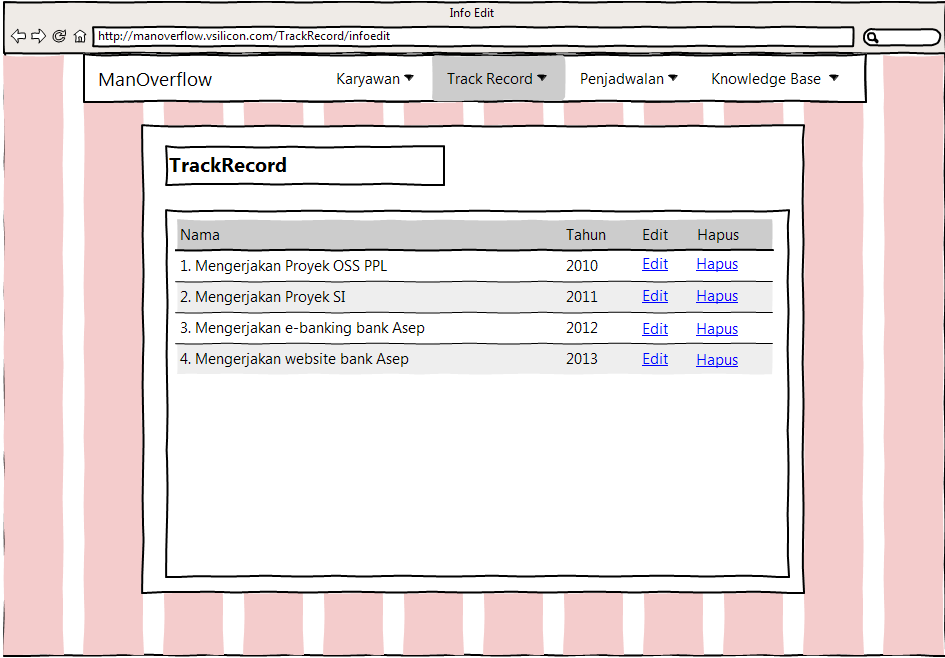 Info Edit
http://manoverflow.vsilicon.com/TrackRecord/infoedit
ManOverflow Karyawan Track Record Penjadwalan Knowledge Base
TrackRecord
Nama Tahun Edit Hapus
1. Mengerjakan Proyek OSS PPL 2010 Edit Hapus
2. Mengerjakan Proyek SI 2011 Edit Hapus
3. Mengerjakan e-banking bank Asep 2012 Edit Hapus
4. Mengerjakan website bank Asep 2013 Edit Hapus